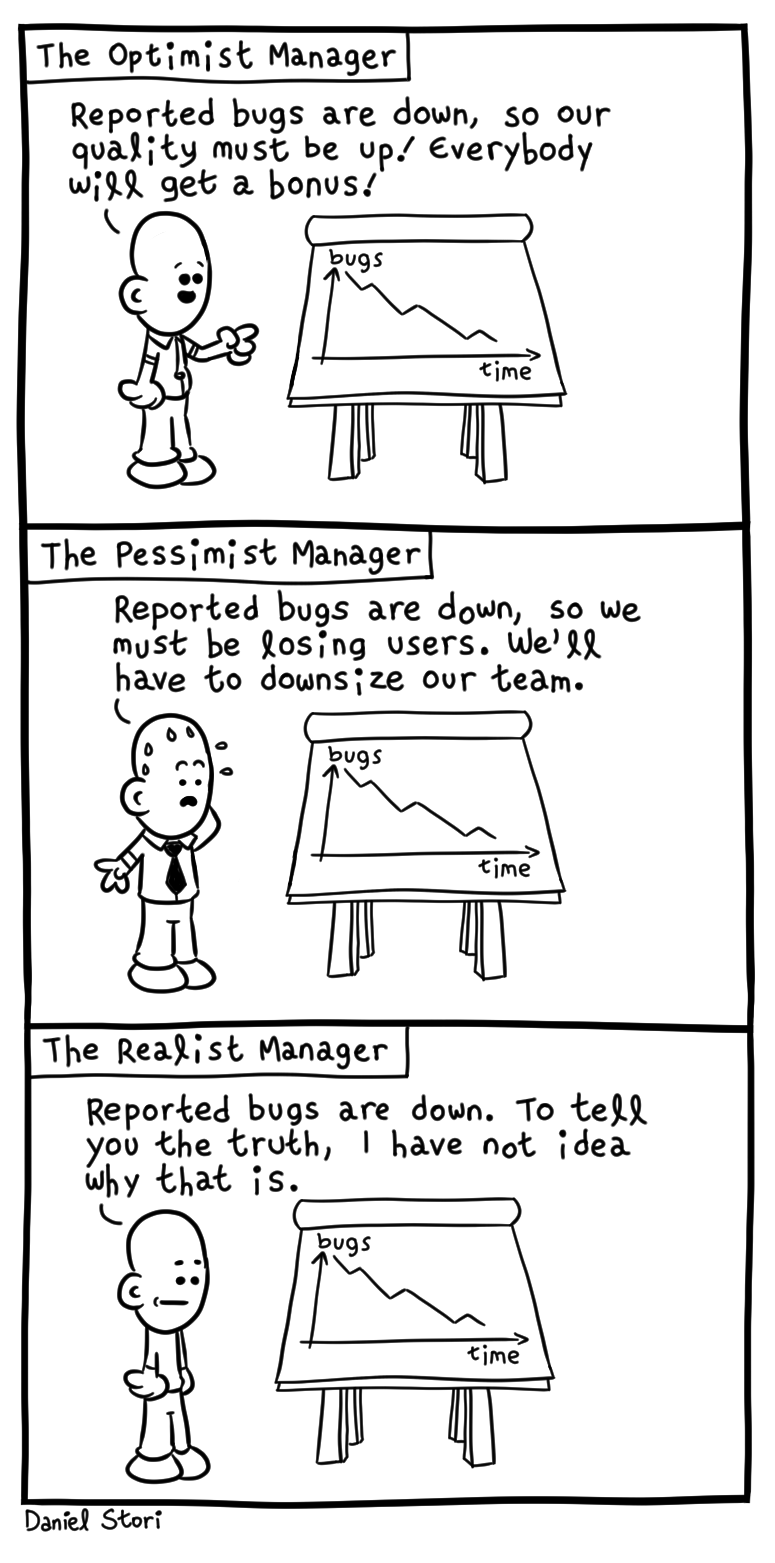 The Optimist Manager
Reported bugs are down, so our
quality must be up! Everybody
will get a bonus!
bugs
time
The Pessimist Manager
Reported bugs are down, so we
must be losing users. We'll
have to downsize our team.
bugs
time
The Realist Manager
Reported bugs are down. To tell
you the truth, I have not idea
why that is.
bugs
time
Daniel Stori